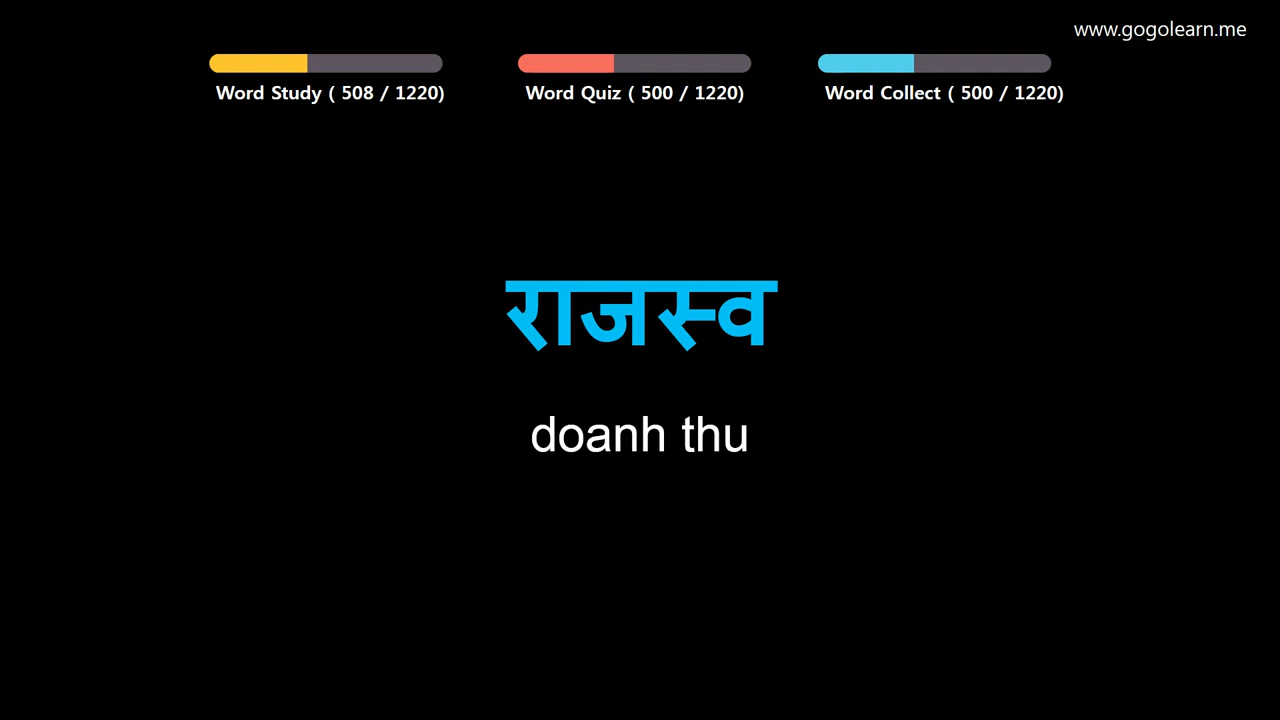 www.gogolearn.me
Word Study ( 508 / 1220)
Word Quiz ( 500 / 1220)
Word Collect ( 500 / 1220)
राजस्व
doanh thu